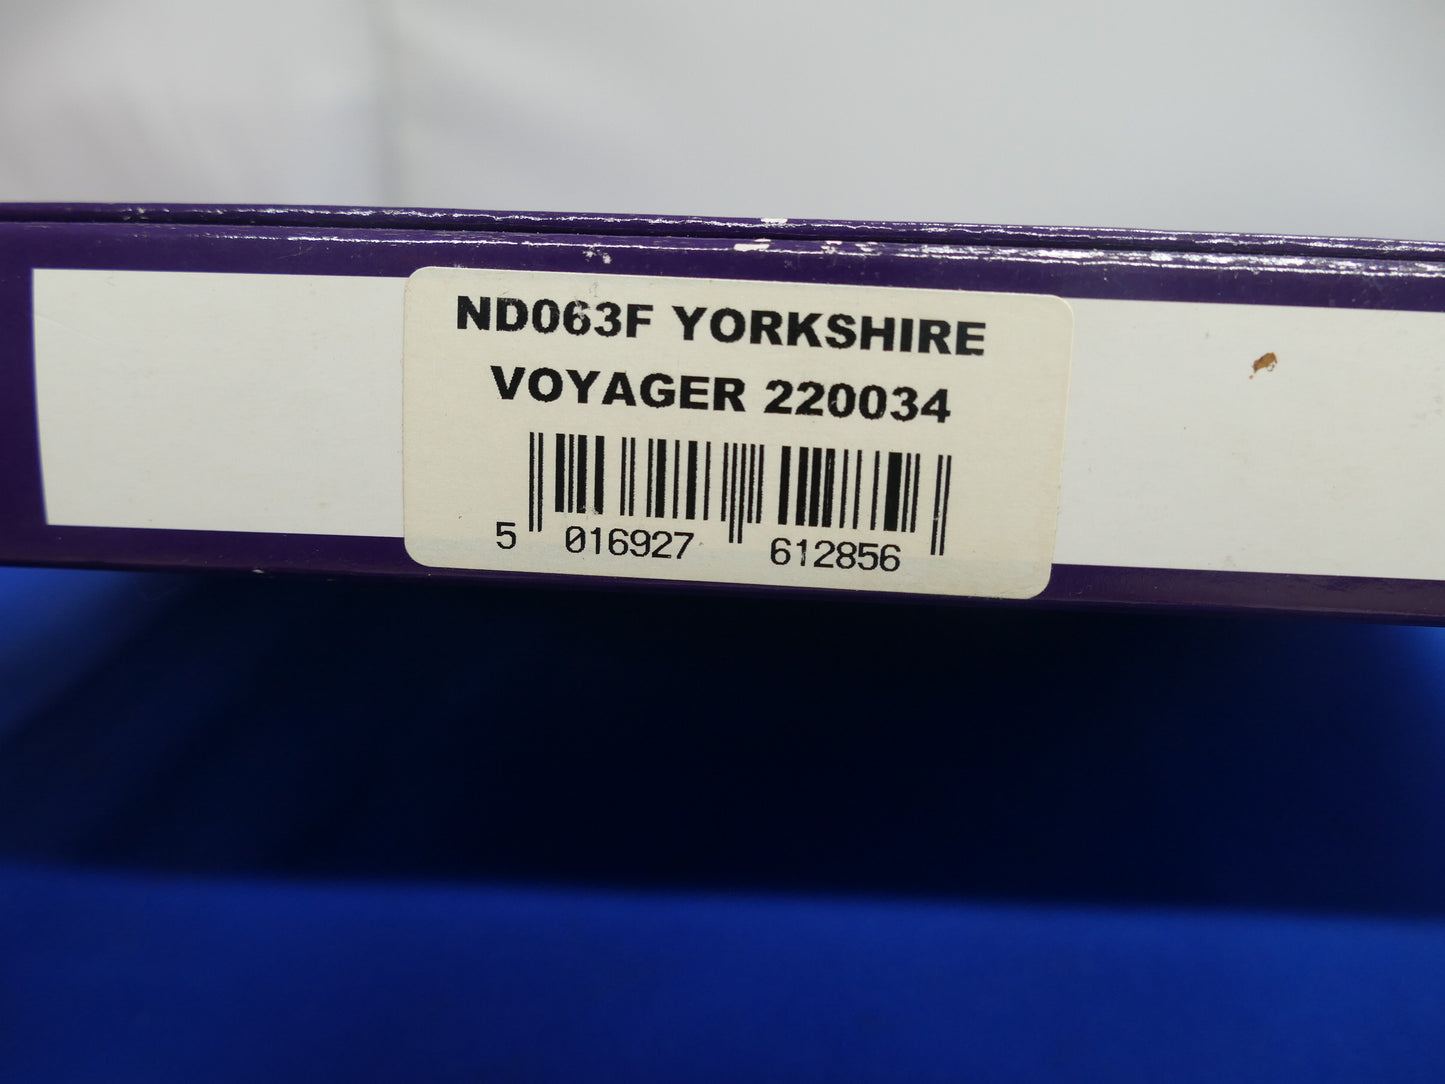 ND063F YORKSHIRE
VOYAGER 220034
5 016927 612856